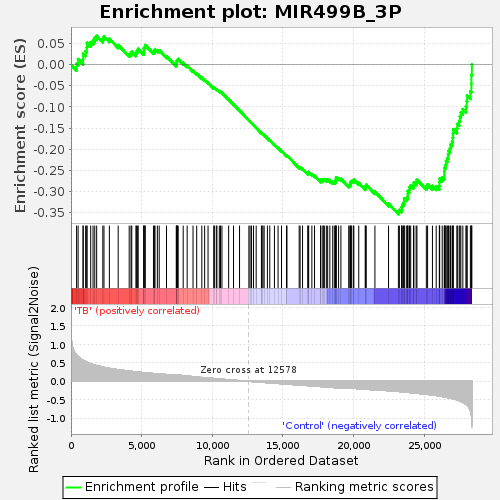 Enrichment plot: MIR499B_3P
Enrichment score (ES)
0.05
0.00
-0.05
-0.10
-0.15
-0.20
-0.25
-0.30
-0.35
'TB' (positively correlated)
Ranked list metric (Signal2Noise)
2.0
1.5
1.0
0.5
0.0
-0.5
-1.0
Zero cross at 12578
'Control' (negatively correlated)
0 5,000 10,000 15,000 20,000 25,000
Rank in Ordered Dataset
Enrichment profile Hits Ranking metric scores